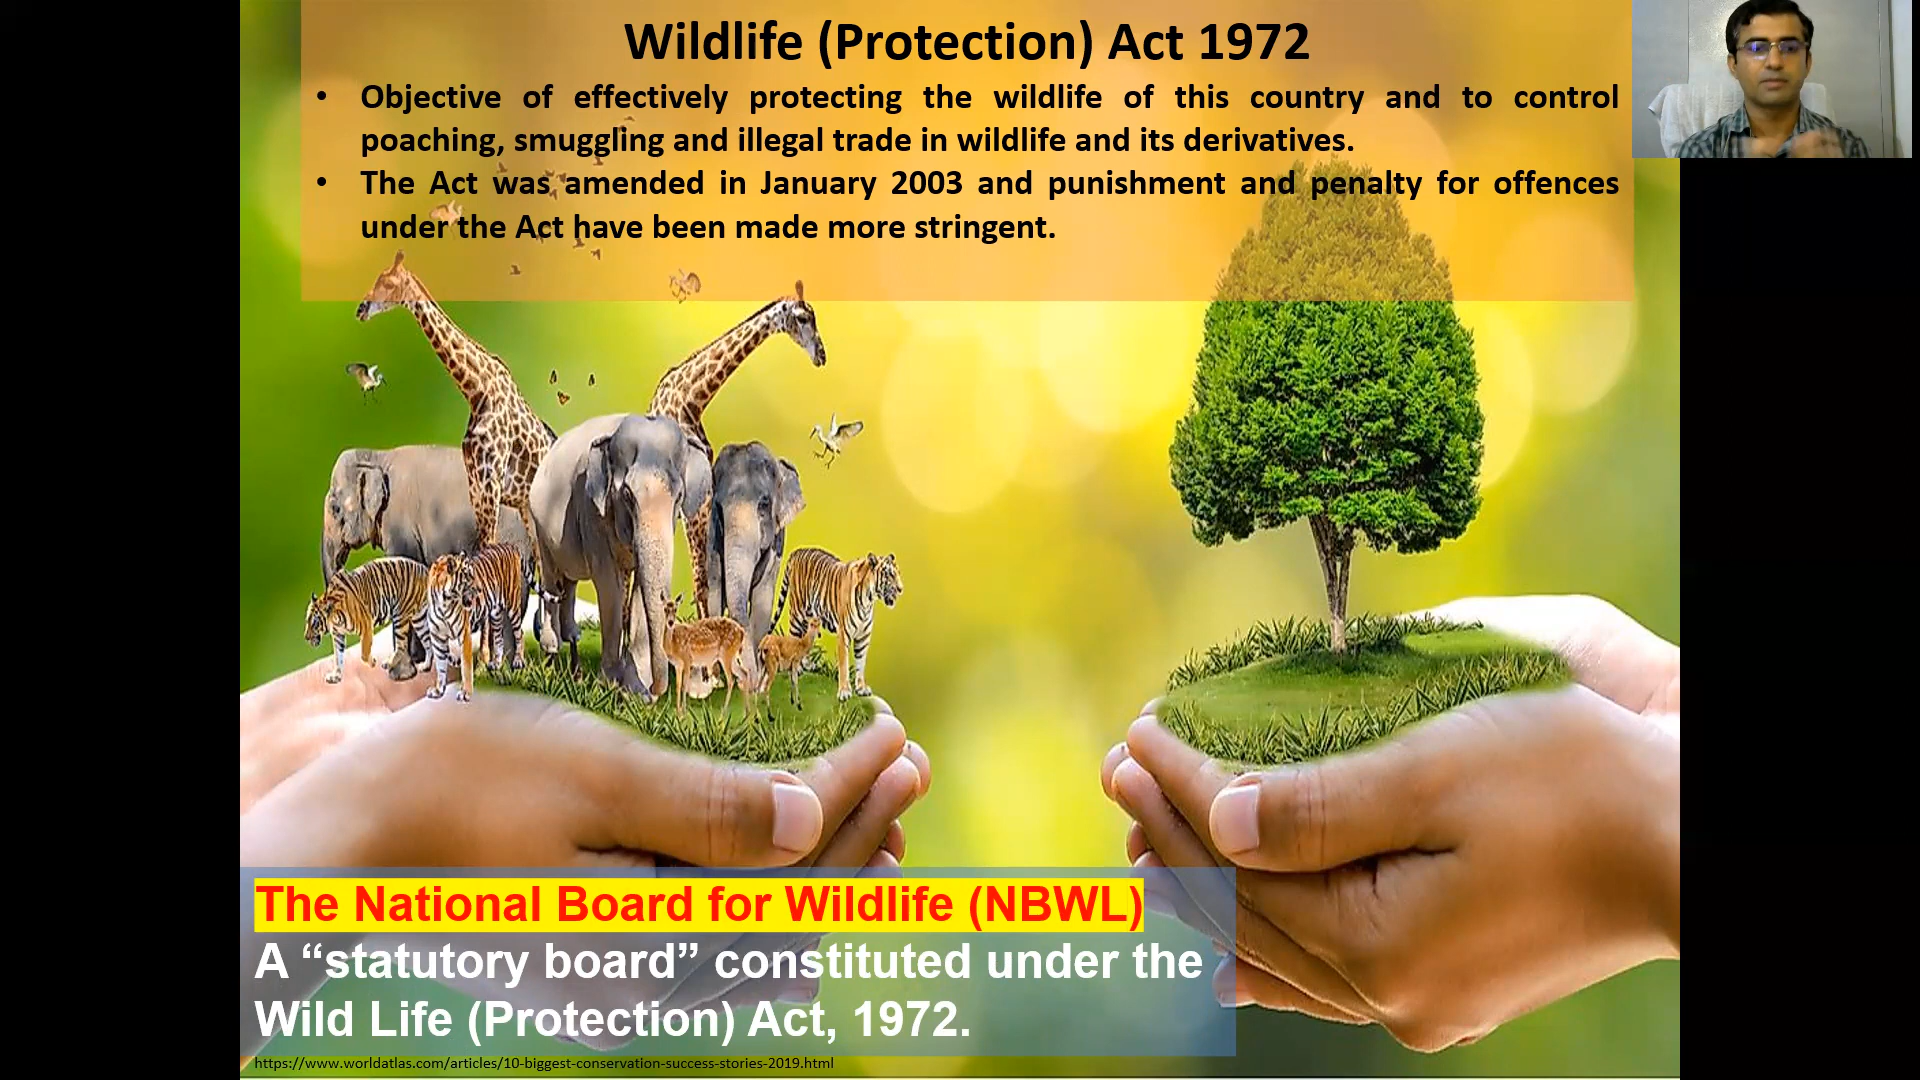 Wildlife (Protection) Act 1972
• Objective of effectively protecting the wildlife of this country and to control
poaching, smuggling and illegal trade in wildlife and its derivatives.
• The Act was amended in January 2003 and punishment and penalty for offences
under the Act have been made more stringent.
The National Board for Wildlife (NBWL)
A “statutory board” constituted under the
Wild Life (Protection) Act, 1972.
https://www.worldatlas.com/articles/10-biggest-conservation-success-stories-2019.html